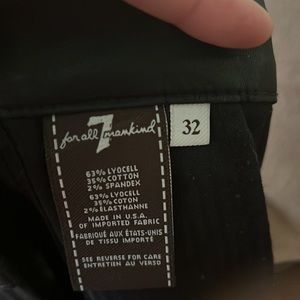 7
for all mankind
32
63% LYOCELL
35% COTTON
2% SPANDEX
63% LYOCELL
35% COTON
2% ÉLASTHANNE
MADE IN U.S.A.
OF IMPORTED FABRIC
FABRIQUÉ AUX ÉTATS-UNIS
DE TISSU IMPORTÉ
SEE REVERSE FOR CARE
ENTRETIEN AU VERSO